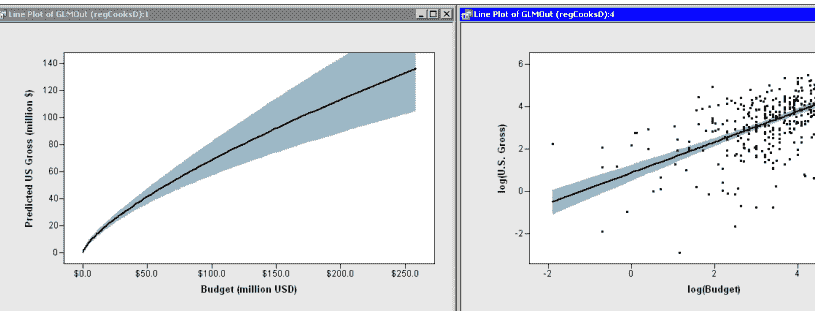 Line Plot of GLMOut (regCooksD):1
140
120
100
80
60
40
20
0
Predicted US Gross (million $)
$0.0 $50.0 $100.0 $150.0 $200.0 $250.0
Budget (million USD)
Line Plot of GLMOut (regCooksD):4
6
4
2
0
-2
log(U.S. Gross)
-2 0 2 4
log(Budget)